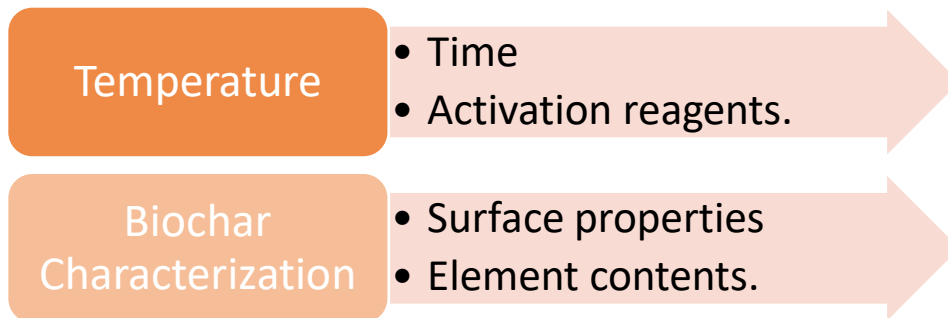 Temperature
• Time
• Activation reagents.
Biochar
Characterization
• Surface properties
• Element contents.